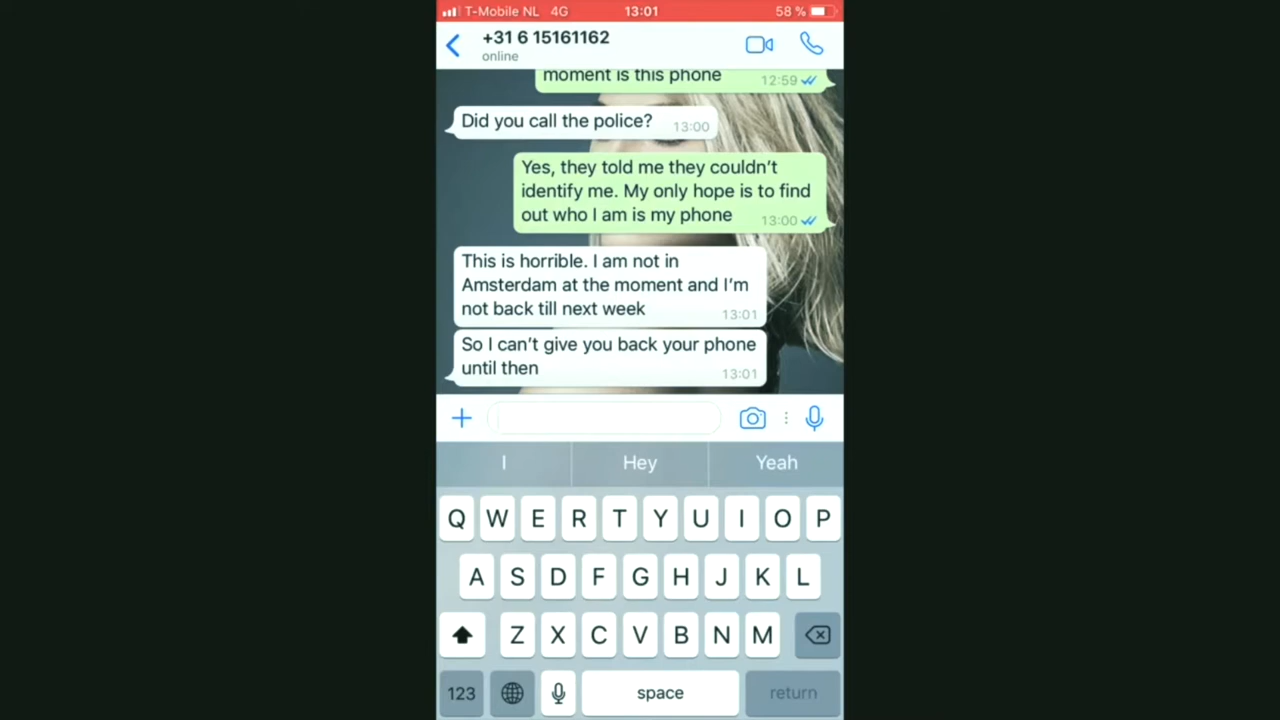 T-Mobile NL 4G 13:01 58 %
+31 6 15161162
online
moment is this phone 12:59
Did you call the police? 13:00
Yes, they told me they couldn't
identify me. My only hope is to find
out who I am is my phone 13:00
This is horrible. I am not in
Amsterdam at the moment and I'm
not back till next week 13:01
So I can't give you back your phone
until then 13:01
I Hey Yeah
Q W E R T Y U I O P
A S D F G H J K L
Z X C V B N M
123 space return